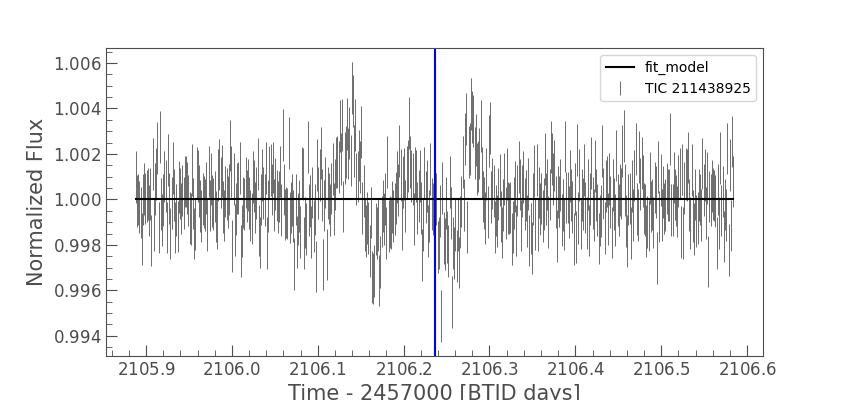 1.006
1.004
1.002
1.000
0.998
0.996
0.994
Normalized Flux
fit_model
TIC 211438925
2105.9 2106.0 2106.1 2106.2 2106.3 2106.4 2106.5 2106.6
Time - 2457000 [BTJD days]